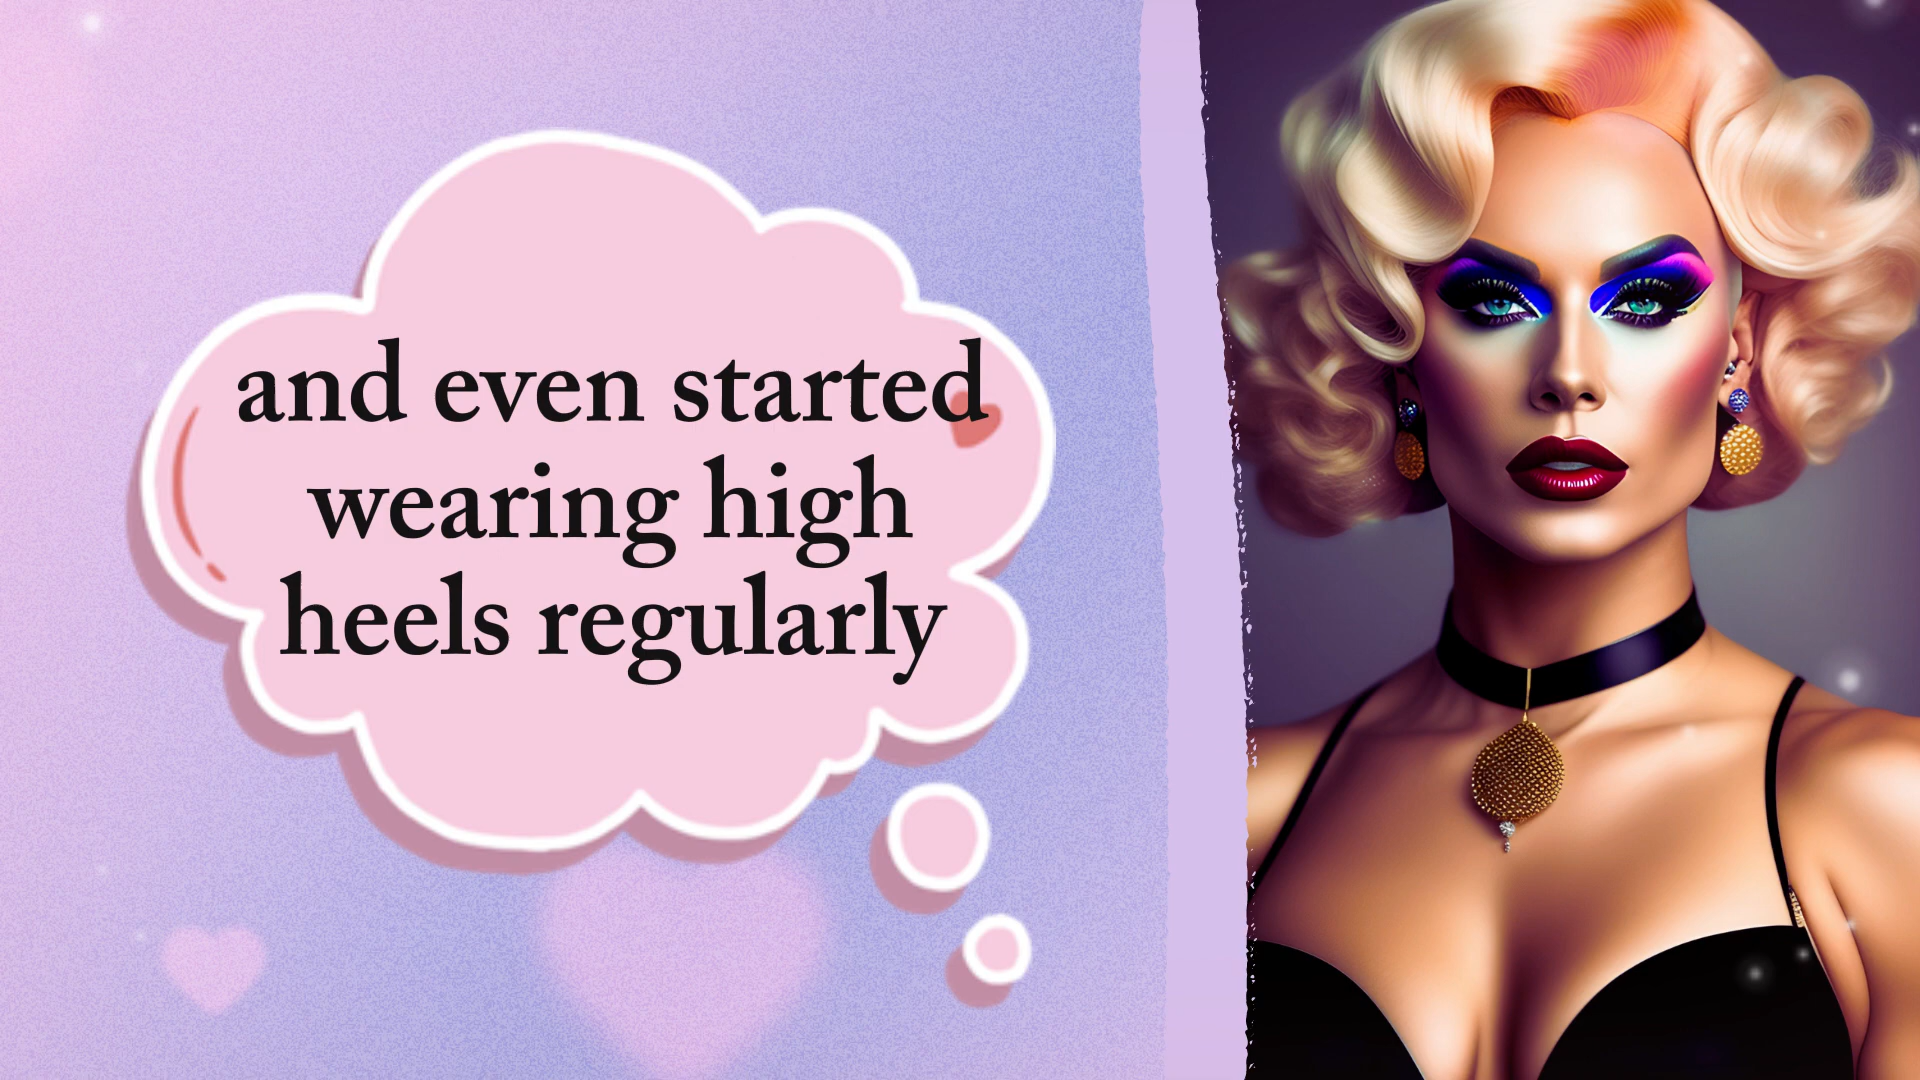 and even started
wearing high
heels regularly